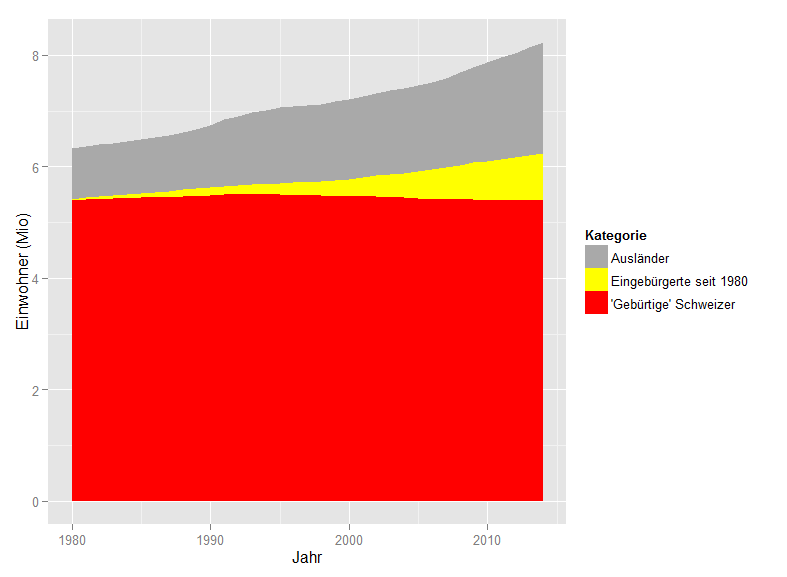 Einwohner (Mio)
8
6
4
2
0
1980
1990
2000
2010
Jahr
Kategorie
Ausländer
Eingebürgerte seit 1980
'Gebürtige' Schweizer